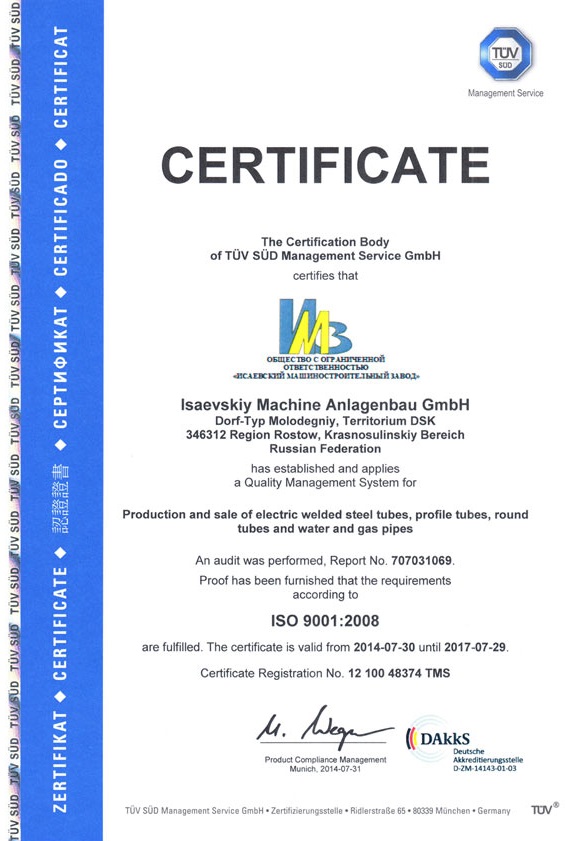 TÜV
SÜD
Management Service
CERTIFICATE
The Certification Body
of TÜV SÜD Management Service GmbH
certifies that
ИМЗ
ОБЩЕСТВО С ОГРАНИЧЕННОЙ
ОТВЕТСТВЕННОСТЬЮ
«ИСАЕВСКИЙ МАШИНОСТРОИТЕЛЬНЫЙ ЗАВОД»
Isaevskiy Machine Anlagenbau GmbH
Dorf-Typ Molodegniy, Territorium DSK
346312 Region Rostow, Krasnosulinskiy Bereich
Russian Federation
has established and applies
a Quality Management System for
Production and sale of electric welded steel tubes, profile tubes, round
tubes and water and gas pipes
An audit was performed, Report No. 707031069.
Proof has been furnished that the requirements
according to
ISO 9001:2008
are fulfilled. The certificate is valid from 2014-07-30 until 2017-07-29.
Certificate Registration No. 12 100 48374 TMS
Product Compliance Management
Munich, 2014-07-31
DAkkS
Deutsche
Akkreditierungsstelle
D-ZM-14143-01-03
TÜV SÜD Management Service GmbH • Zertifizierungsstelle • Ridlerstraße 65 • 80339 München • Germany
TÜV®
ZERTIFIKAT ◆ CERTIFICATE ◆ 認證證書 ◆ СЕРТИФИКАТ ◆ CERTIFICADO ◆ CERTIFICAT
TÜV SÜD TÜV SÜD TÜV SÜD TÜV SÜD TÜV SÜD TÜV SÜD TÜV SÜD TÜV SÜD TÜV SÜD TÜV SÜD TÜV SÜD TÜV SÜD TÜV SÜD